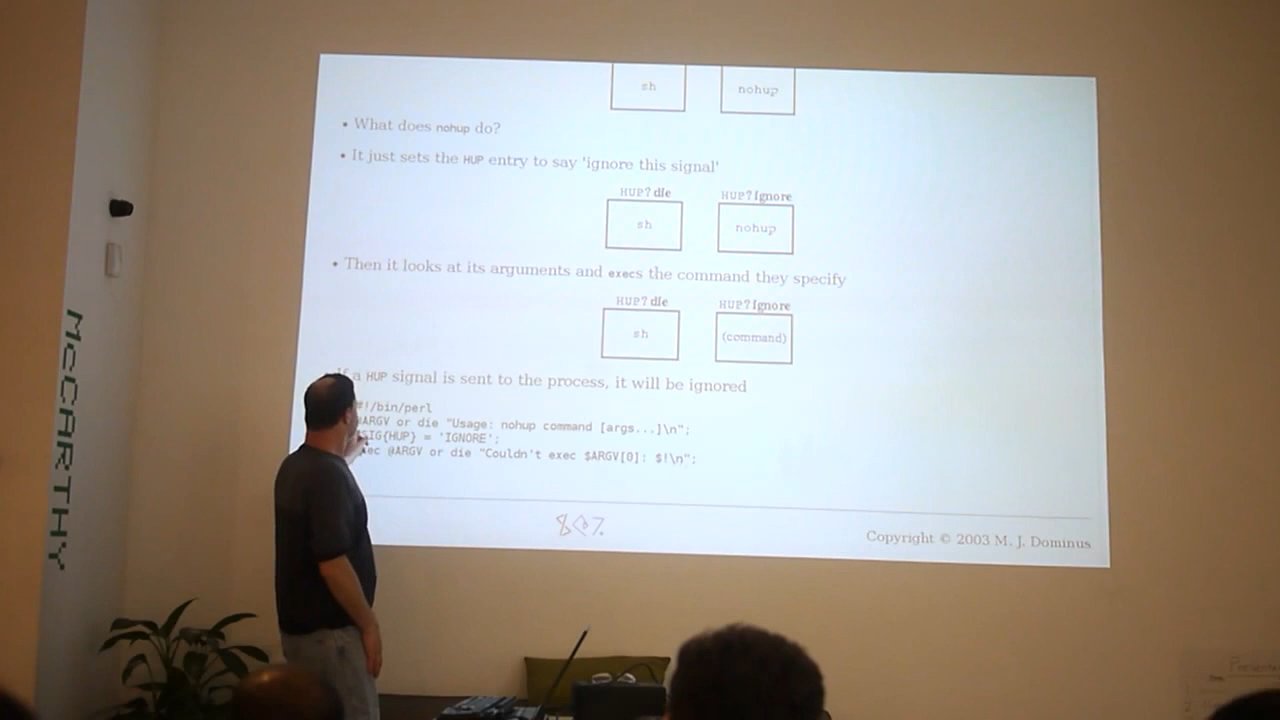 sh nohup
• What does nohup do?
• It just sets the HUP entry to say 'ignore this signal'
HUP? die HUP? ignore
sh nohup
• Then it looks at its arguments and execs the command they specify
HUP? die HUP? ignore
sh (command)
a HUP signal is sent to the process, it will be ignored
#!/bin/perl
@ARGV or die "Usage: nohup command [args...]\n";
SIG{HUP} = 'IGNORE';
@ARGV or die "Couldn't exec $ARGV[0]: $!\n";
80%
Copyright © 2003 M. J. Dominus
MCCARTHY